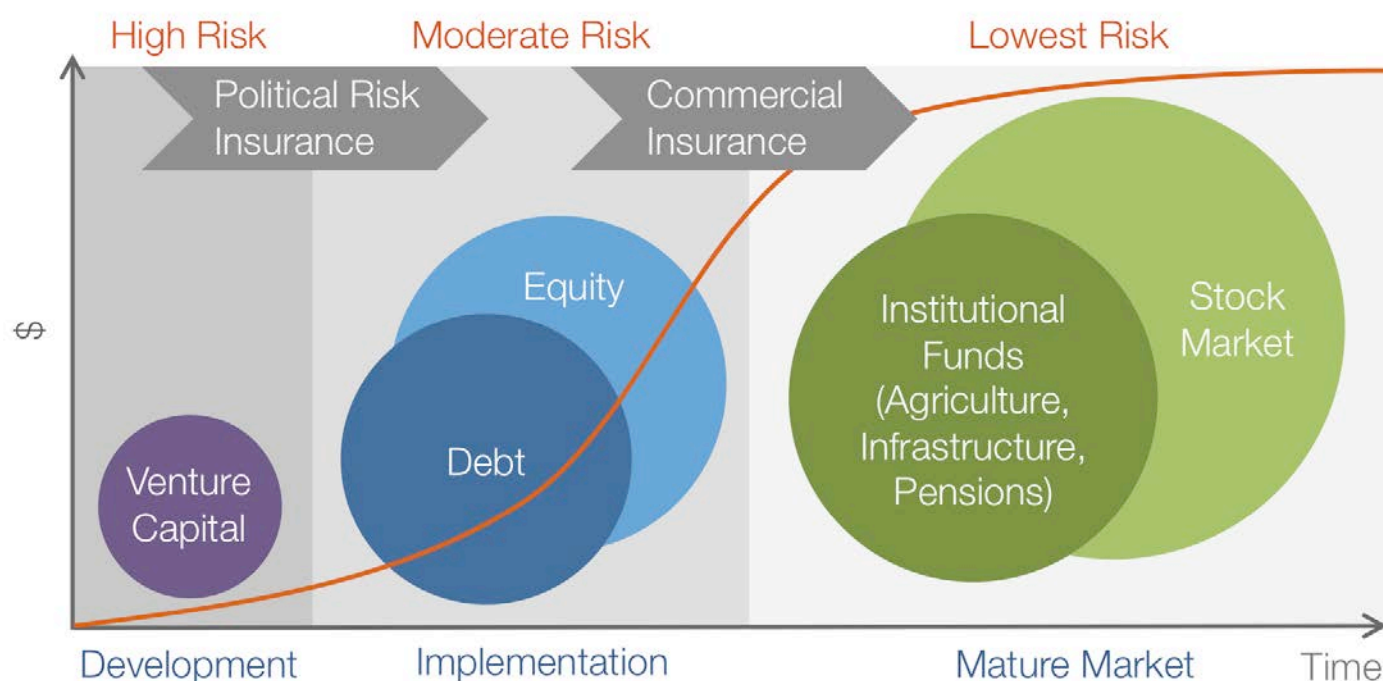 High Risk
Moderate Risk
Lowest Risk
Political Risk
Insurance
Commercial
Insurance
$
Venture
Capital
Equity
Debt
Institutional
Funds
(Agriculture,
Infrastructure,
Pensions)
Stock
Market
Development
Implementation
Mature Market
Time